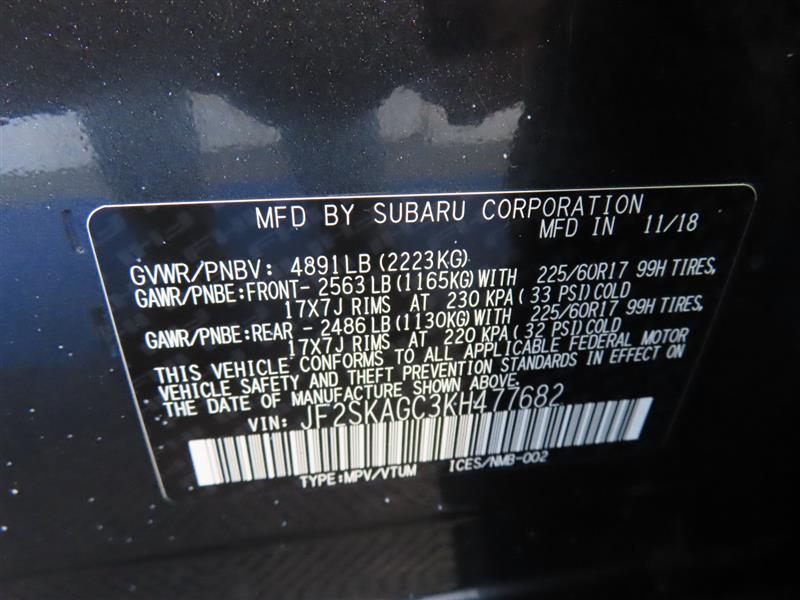 MFD BY SUBARU CORPORATION
MFD IN 11/18
GVWR/PNBV: 4891LB (2223KG)
GAWR/PNBE:FRONT- 2563LB (1165KG) WITH 225/60R17 99H TIRES,
17X7J RIMS AT 230 KPA (33 PSI) COLD
GAWR/PNBE:REAR - 2486LB (1130KG) WITH 225/60R17 99H TIRES,
17X7J RIMS AT 220 KPA (32 PSI) COLD
THIS VEHICLE CONFORMS TO ALL APPLICABLE FEDERAL MOTOR
VEHICLE SAFETY AND THEFT PREVENTION STANDARDS IN EFFECT ON
THE DATE OF MANUFACTURE SHOWN ABOVE.
VIN: JF2SKAGC3KH477682
TYPE:MPV/VTUM ICES/NMB-002